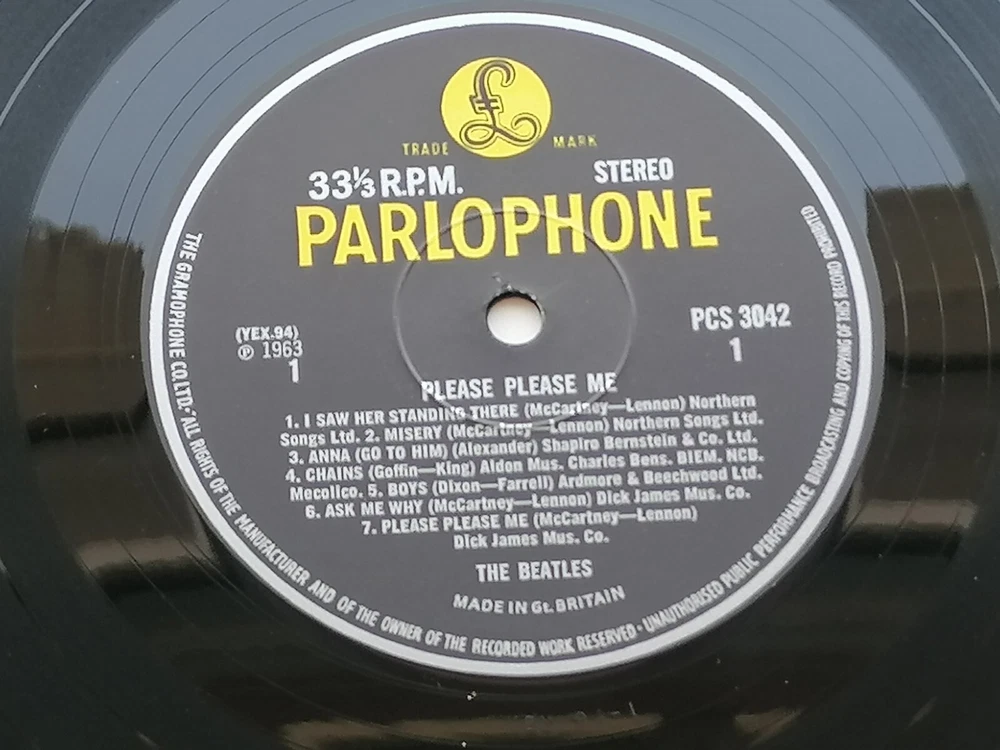 £
TRADE MARK
33⅓ R.P.M. STEREO
PARLOPHONE
(YEX.94)
℗ 1963
1
PCS 3042
1
PLEASE PLEASE ME
1. I SAW HER STANDING THERE (McCartney—Lennon) Northern
Songs Ltd. 2. MISERY (McCartney—Lennon) Northern Songs Ltd.
3. ANNA (GO TO HIM) (Alexander) Shapiro Bernstein & Co. Ltd.
4. CHAINS (Goffin—King) Aldon Mus. Charles Bens. BIEM. NCB.
Mecolico. 5. BOYS (Dixon—Farrell) Ardmore & Beechwood Ltd.
6. ASK ME WHY (McCartney—Lennon) Dick James Mus. Co.
7. PLEASE PLEASE ME (McCartney—Lennon)
Dick James Mus. Co.
THE BEATLES
MADE IN Gt. BRITAIN
THE GRAMOPHONE CO. LTD. · ALL RIGHTS OF THE MANUFACTURER AND OF THE OWNER OF THE RECORDED WORK RESERVED · UNAUTHORISED PUBLIC PERFORMANCE BROADCASTING AND COPYING OF THIS RECORD PROHIBITED